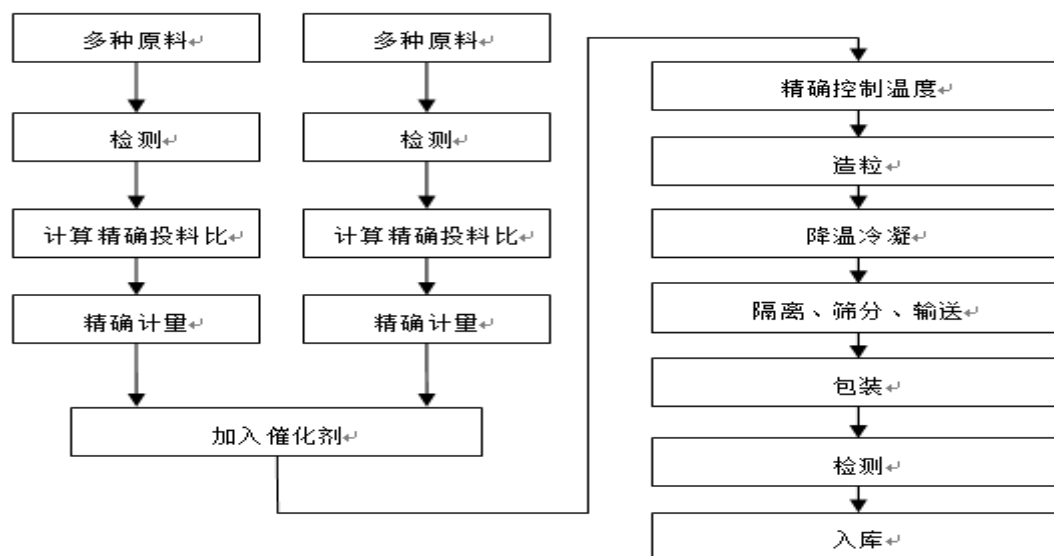 多种原料
检测
计算精确投料比
精确计量
多种原料
检测
计算精确投料比
精确计量
加入催化剂
精确控制温度
造粒
降温冷凝
隔离、筛分、输送
包装
检测
入库